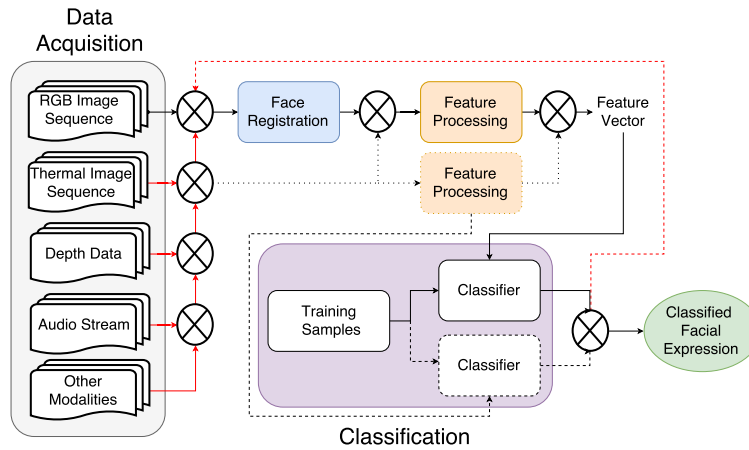 Data
Acquisition
RGB Image
Sequence
Thermal Image
Sequence
Depth Data
Audio Stream
Other
Modalities
Face
Registration
Feature
Processing
Feature
Vector
Feature
Processing
Training
Samples
Classifier
Classifier
Classified
Facial
Expression
Classification